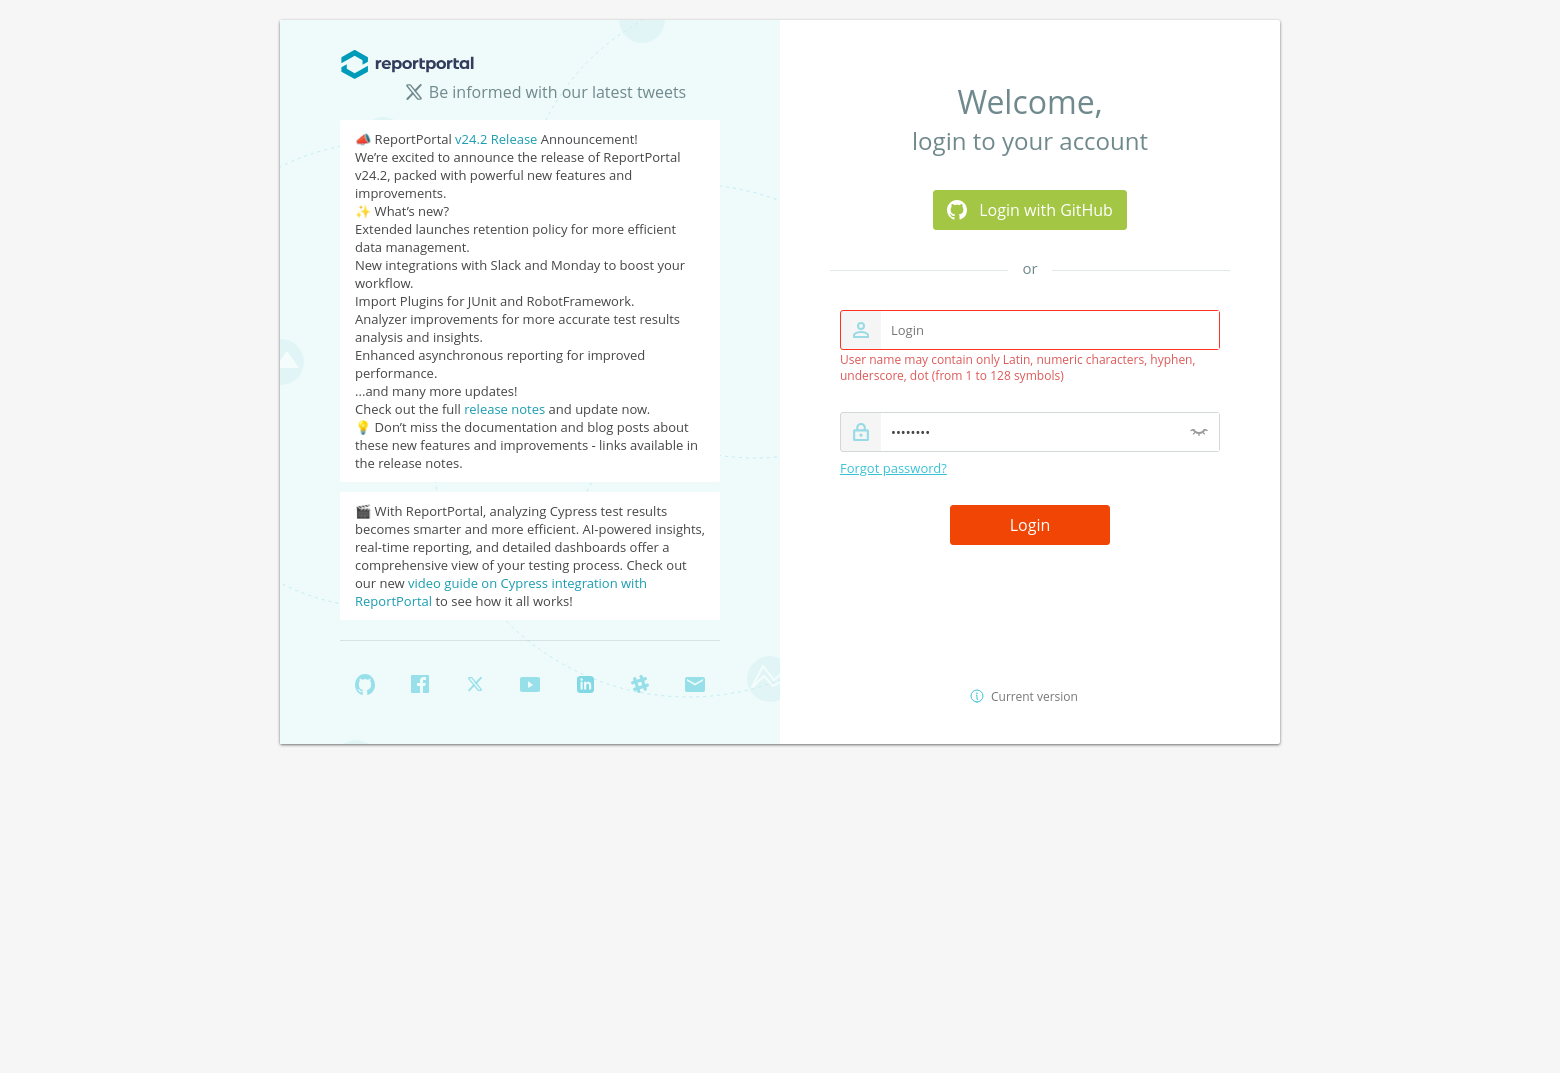 reportportal
Be informed with our latest tweets
📣 ReportPortal v24.2 Release Announcement!
We’re excited to announce the release of ReportPortal
v24.2, packed with powerful new features and
improvements.
✨ What’s new?
Extended launches retention policy for more efficient
data management.
New integrations with Slack and Monday to boost your
workflow.
Import Plugins for JUnit and RobotFramework.
Analyzer improvements for more accurate test results
analysis and insights.
Enhanced asynchronous reporting for improved
performance.
...and many more updates!
Check out the full release notes and update now.
💡 Don’t miss the documentation and blog posts about
these new features and improvements - links available in
the release notes.
🎬 With ReportPortal, analyzing Cypress test results
becomes smarter and more efficient. AI-powered insights,
real-time reporting, and detailed dashboards offer a
comprehensive view of your testing process. Check out
our new video guide on Cypress integration with
ReportPortal to see how it all works!
Welcome,
login to your account
Login with GitHub
or
Login
User name may contain only Latin, numeric characters, hyphen,
underscore, dot (from 1 to 128 symbols)
••••••••
Forgot password?
Login
Current version